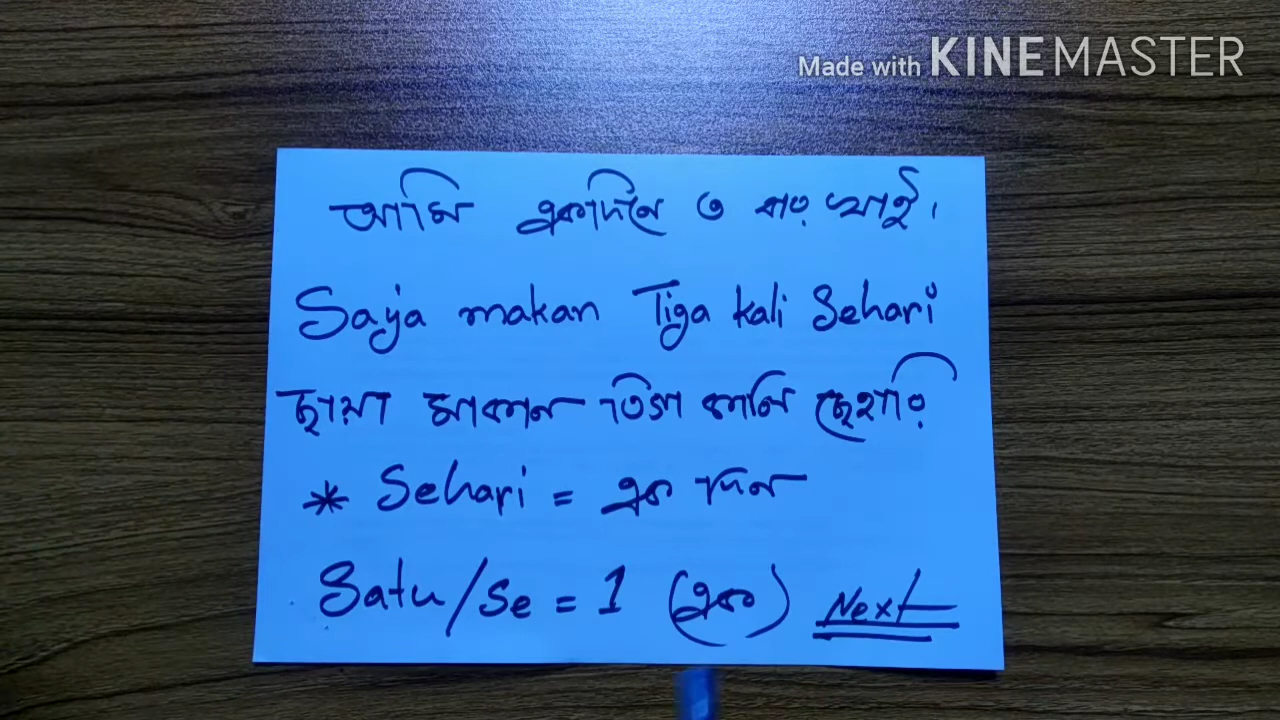 Made with KINEMASTER
আমি একদিনে ৩ বার খাই।
Saya makan Tiga kali Sehari
ছায়া মাকান তিগা কালি ছেহারি
* Sehari = এক দিন
Satu/Se = 1 (এক) Next